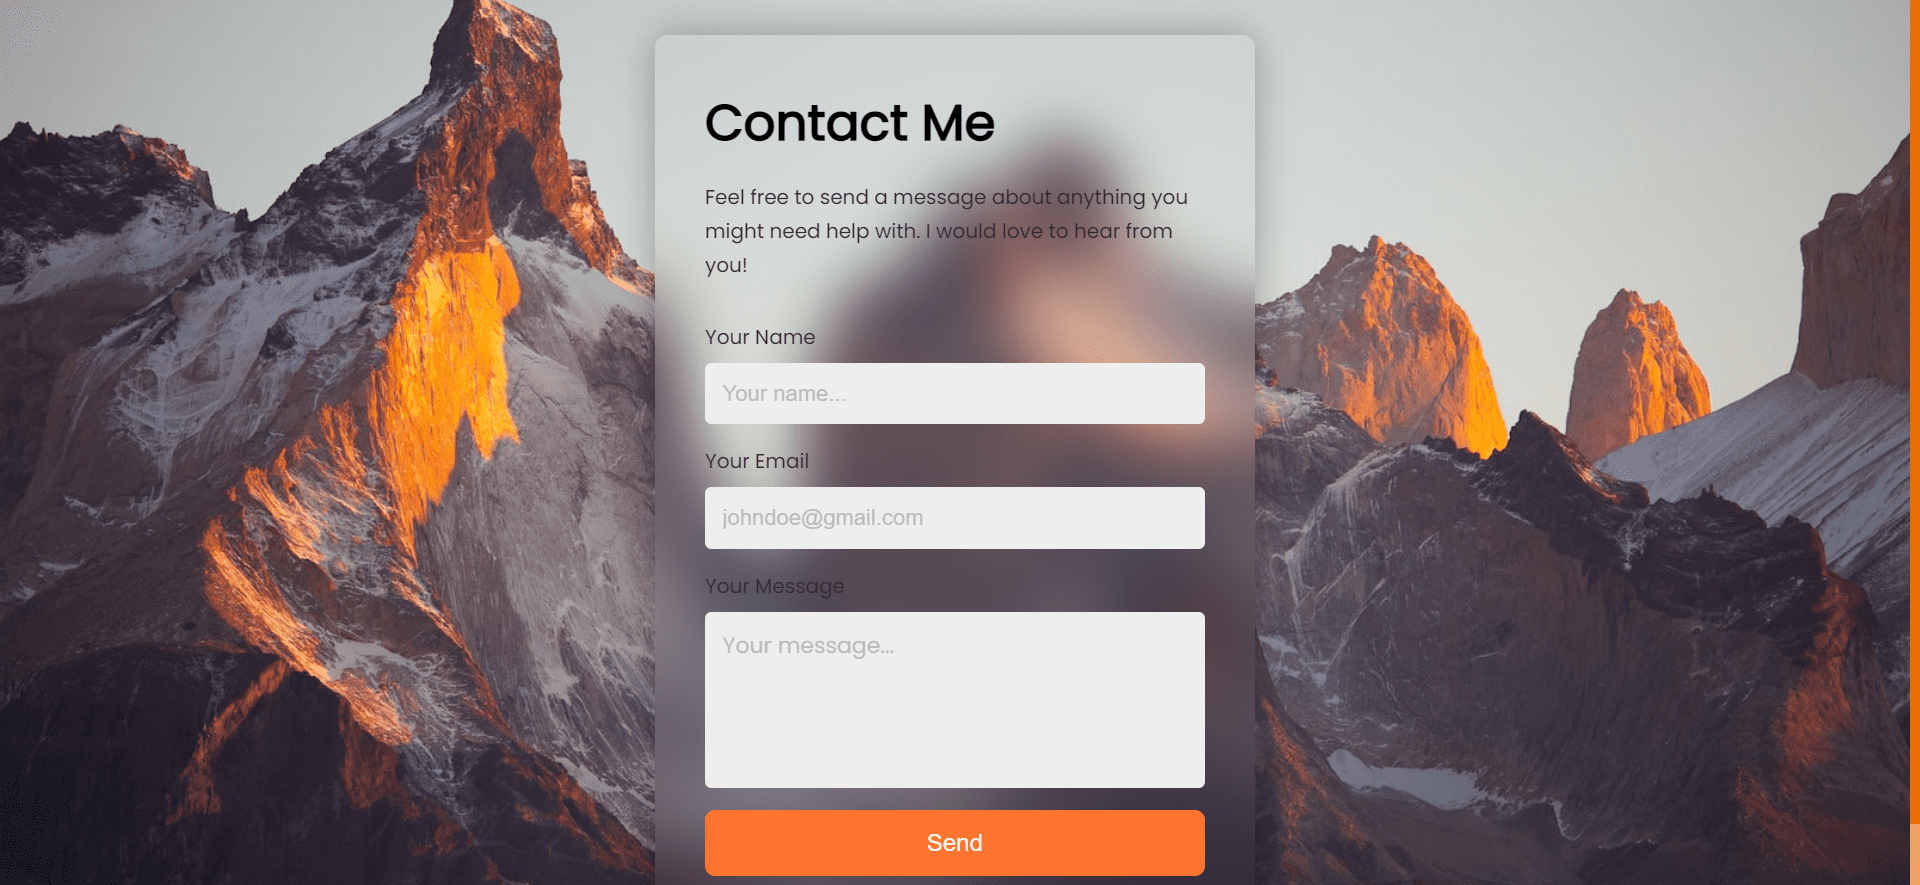 Contact Me
Feel free to send a message about anything you
might need help with. I would love to hear from
you!
Your Name
Your name...
Your Email
johndoe@gmail.com
Your Message
Your message...
Send